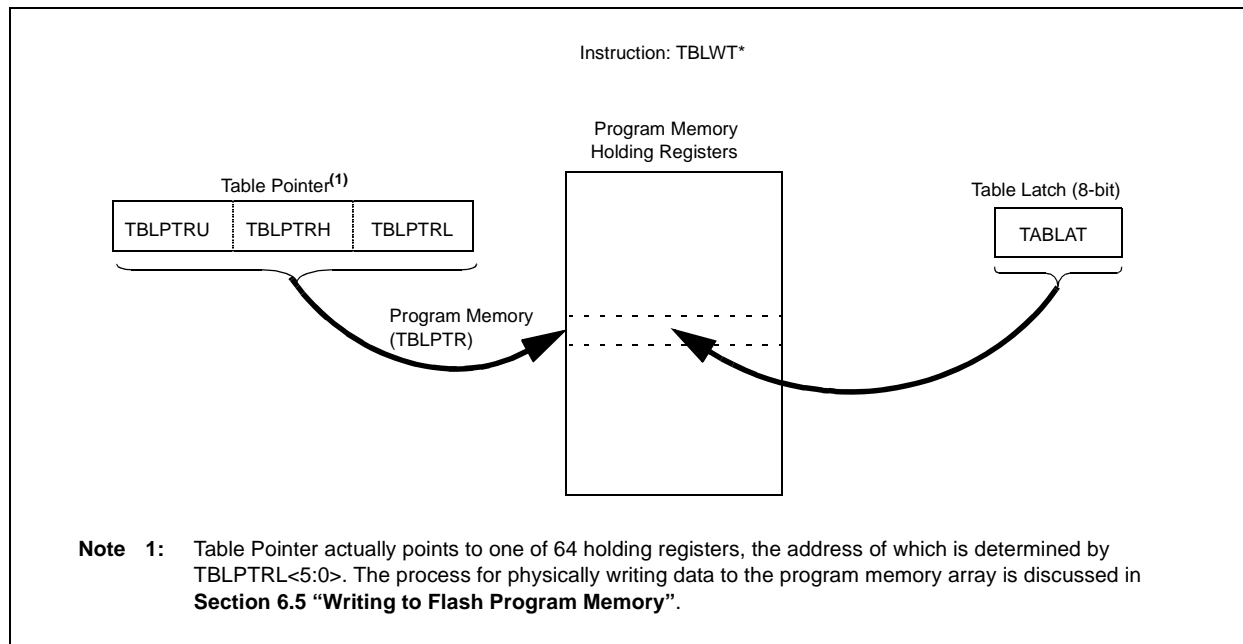 Instruction: TBLWT*
Program Memory
Holding Registers
Table Pointer(1)
Table Latch (8-bit)
TBLPTRU TBLPTRH TBLPTRL
TABLAT
Program Memory
(TBLPTR)
Note 1: Table Pointer actually points to one of 64 holding registers, the address of which is determined by
TBLPTRL<5:0>. The process for physically writing data to the program memory array is discussed in
Section 6.5 “Writing to Flash Program Memory”.